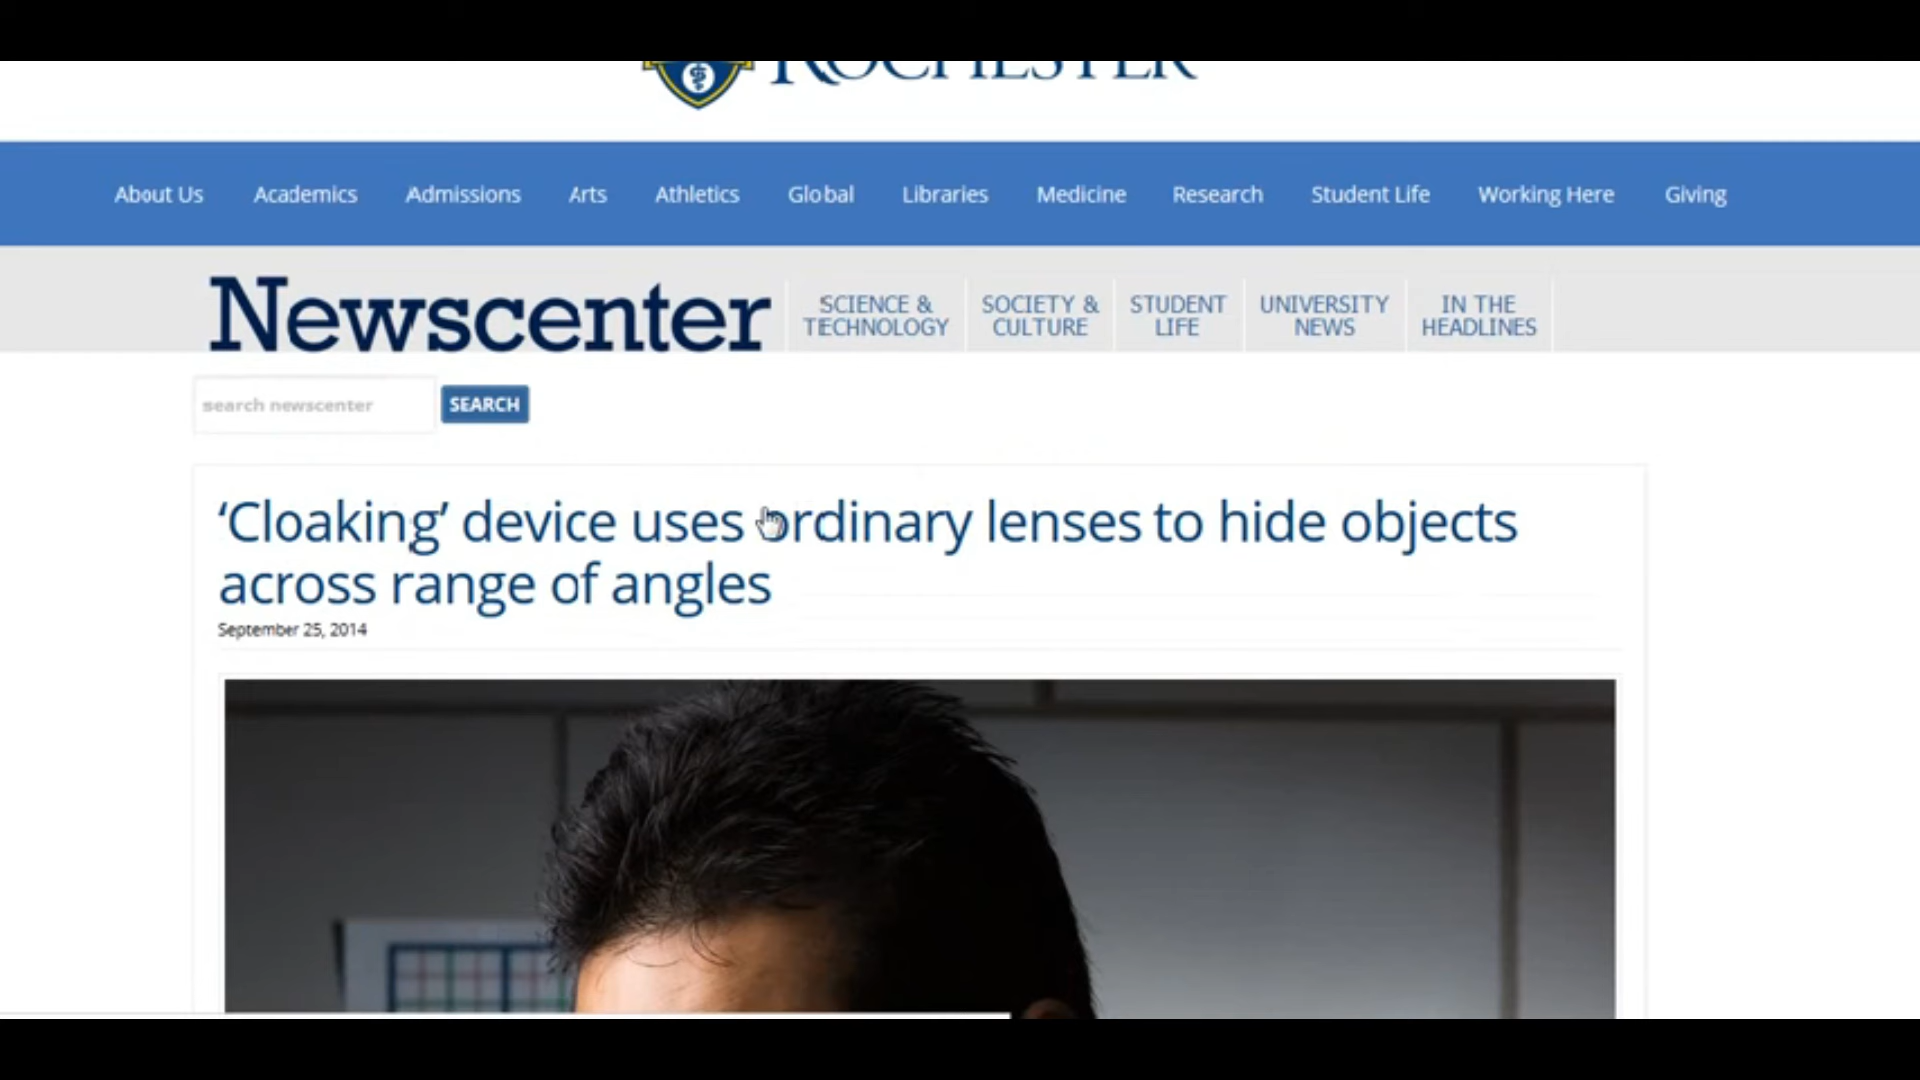 ROCHESTER
About Us Academics Admissions Arts Athletics Global Libraries Medicine Research Student Life Working Here Giving
Newscenter
SCIENCE &
TECHNOLOGY
SOCIETY &
CULTURE
STUDENT
LIFE
UNIVERSITY
NEWS
IN THE
HEADLINES
search newscenter SEARCH
‘Cloaking’ device uses ordinary lenses to hide objects
across range of angles
September 25, 2014